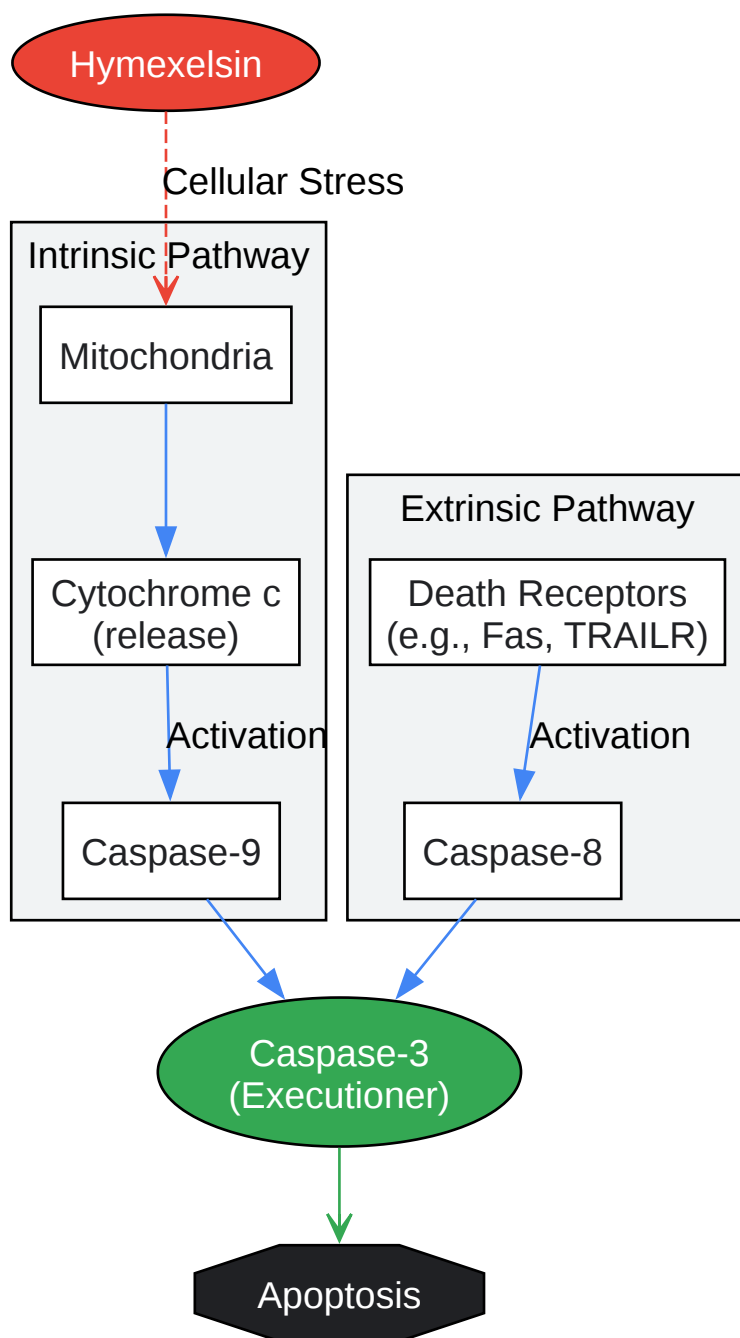 Hymexelsin
Cellular Stress
Intrinsic Pathway
Mitochondria
Cytochrome c
(release)
Activation
Caspase-9
Extrinsic Pathway
Death Receptors
(e.g., Fas, TRAILR)
Activation
Caspase-8
Caspase-3
(Executioner)
Apoptosis